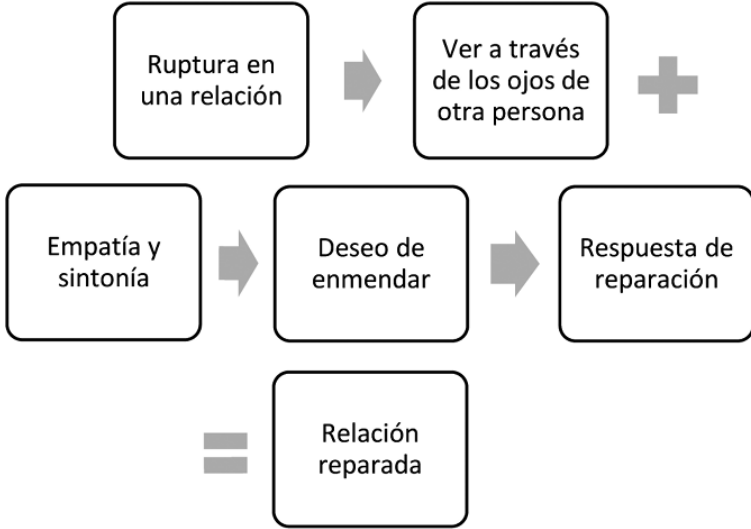 Ruptura en
una relación
Ver a través
de los ojos de
otra persona
Empatía y
sintonía
Deseo de
enmendar
Respuesta de
reparación
Relación
reparada